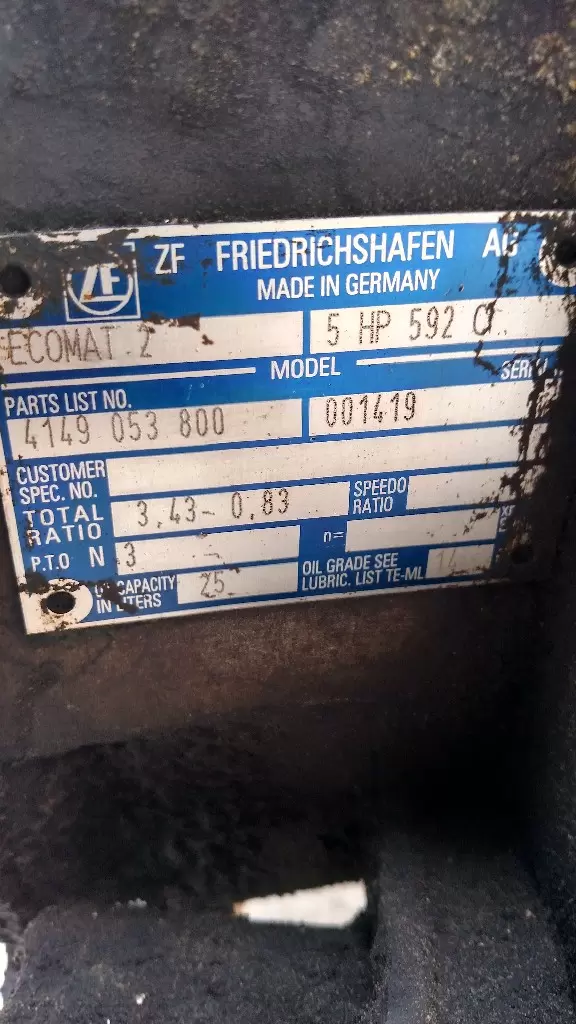 ZF
ZF FRIEDRICHSHAFEN AG
MADE IN GERMANY
ECOMAT 2
5 HP 592 C
MODEL
PARTS LIST NO.
4149 053 800
001419
CUSTOMER
SPEC. NO.
TOTAL
RATIO
3,43- 0,83
SPEEDO
RATIO
P.T.O N 3 -
n=
CAPACITY
IN LITERS
25
OIL GRADE SEE
LUBRIC. LIST TE-ML
14